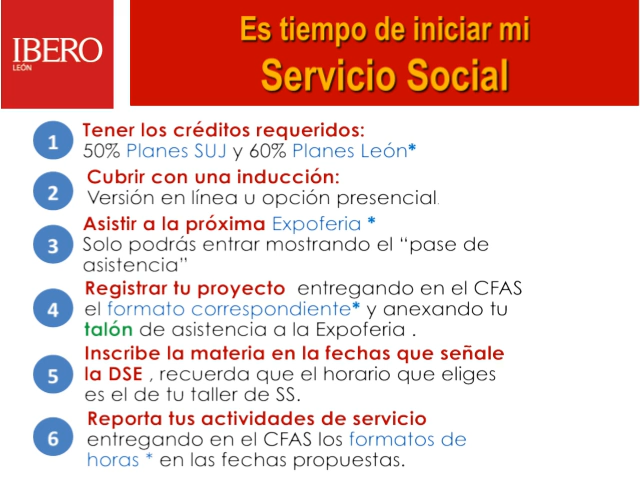 IBERO
LEÓN
Es tiempo de iniciar mi
Servicio Social
1 Tener los créditos requeridos:
50% Planes SUJ y 60% Planes León*
2 Cubrir con una inducción:
Versión en línea u opción presencial.
3 Asistir a la próxima Expoferia *
Solo podrás entrar mostrando el “pase de
asistencia”
4 Registrar tu proyecto entregando en el CFAS
el formato correspondiente* y anexando tu
talón de asistencia a la Expoferia .
5 Inscribe la materia en la fechas que señale
la DSE , recuerda que el horario que eliges
es el de tu taller de SS.
6 Reporta tus actividades de servicio
entregando en el CFAS los formatos de
horas * en las fechas propuestas.